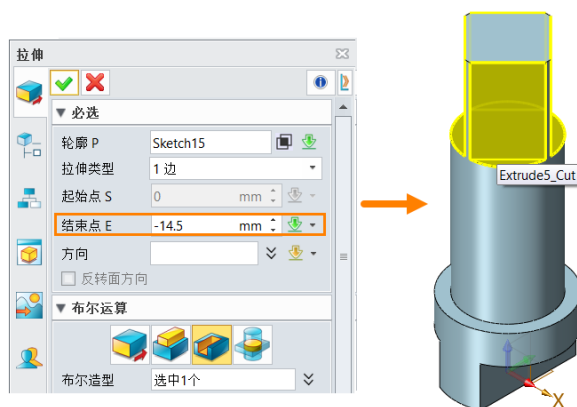 拉伸
▼ 必选
轮廓 P Sketch15
拉伸类型 1 边
起始点 S 0 mm
结束点 E -14.5 mm
方向
反转面方向
▼ 布尔运算
布尔造型 选中1个
Extrude5_Cut
X